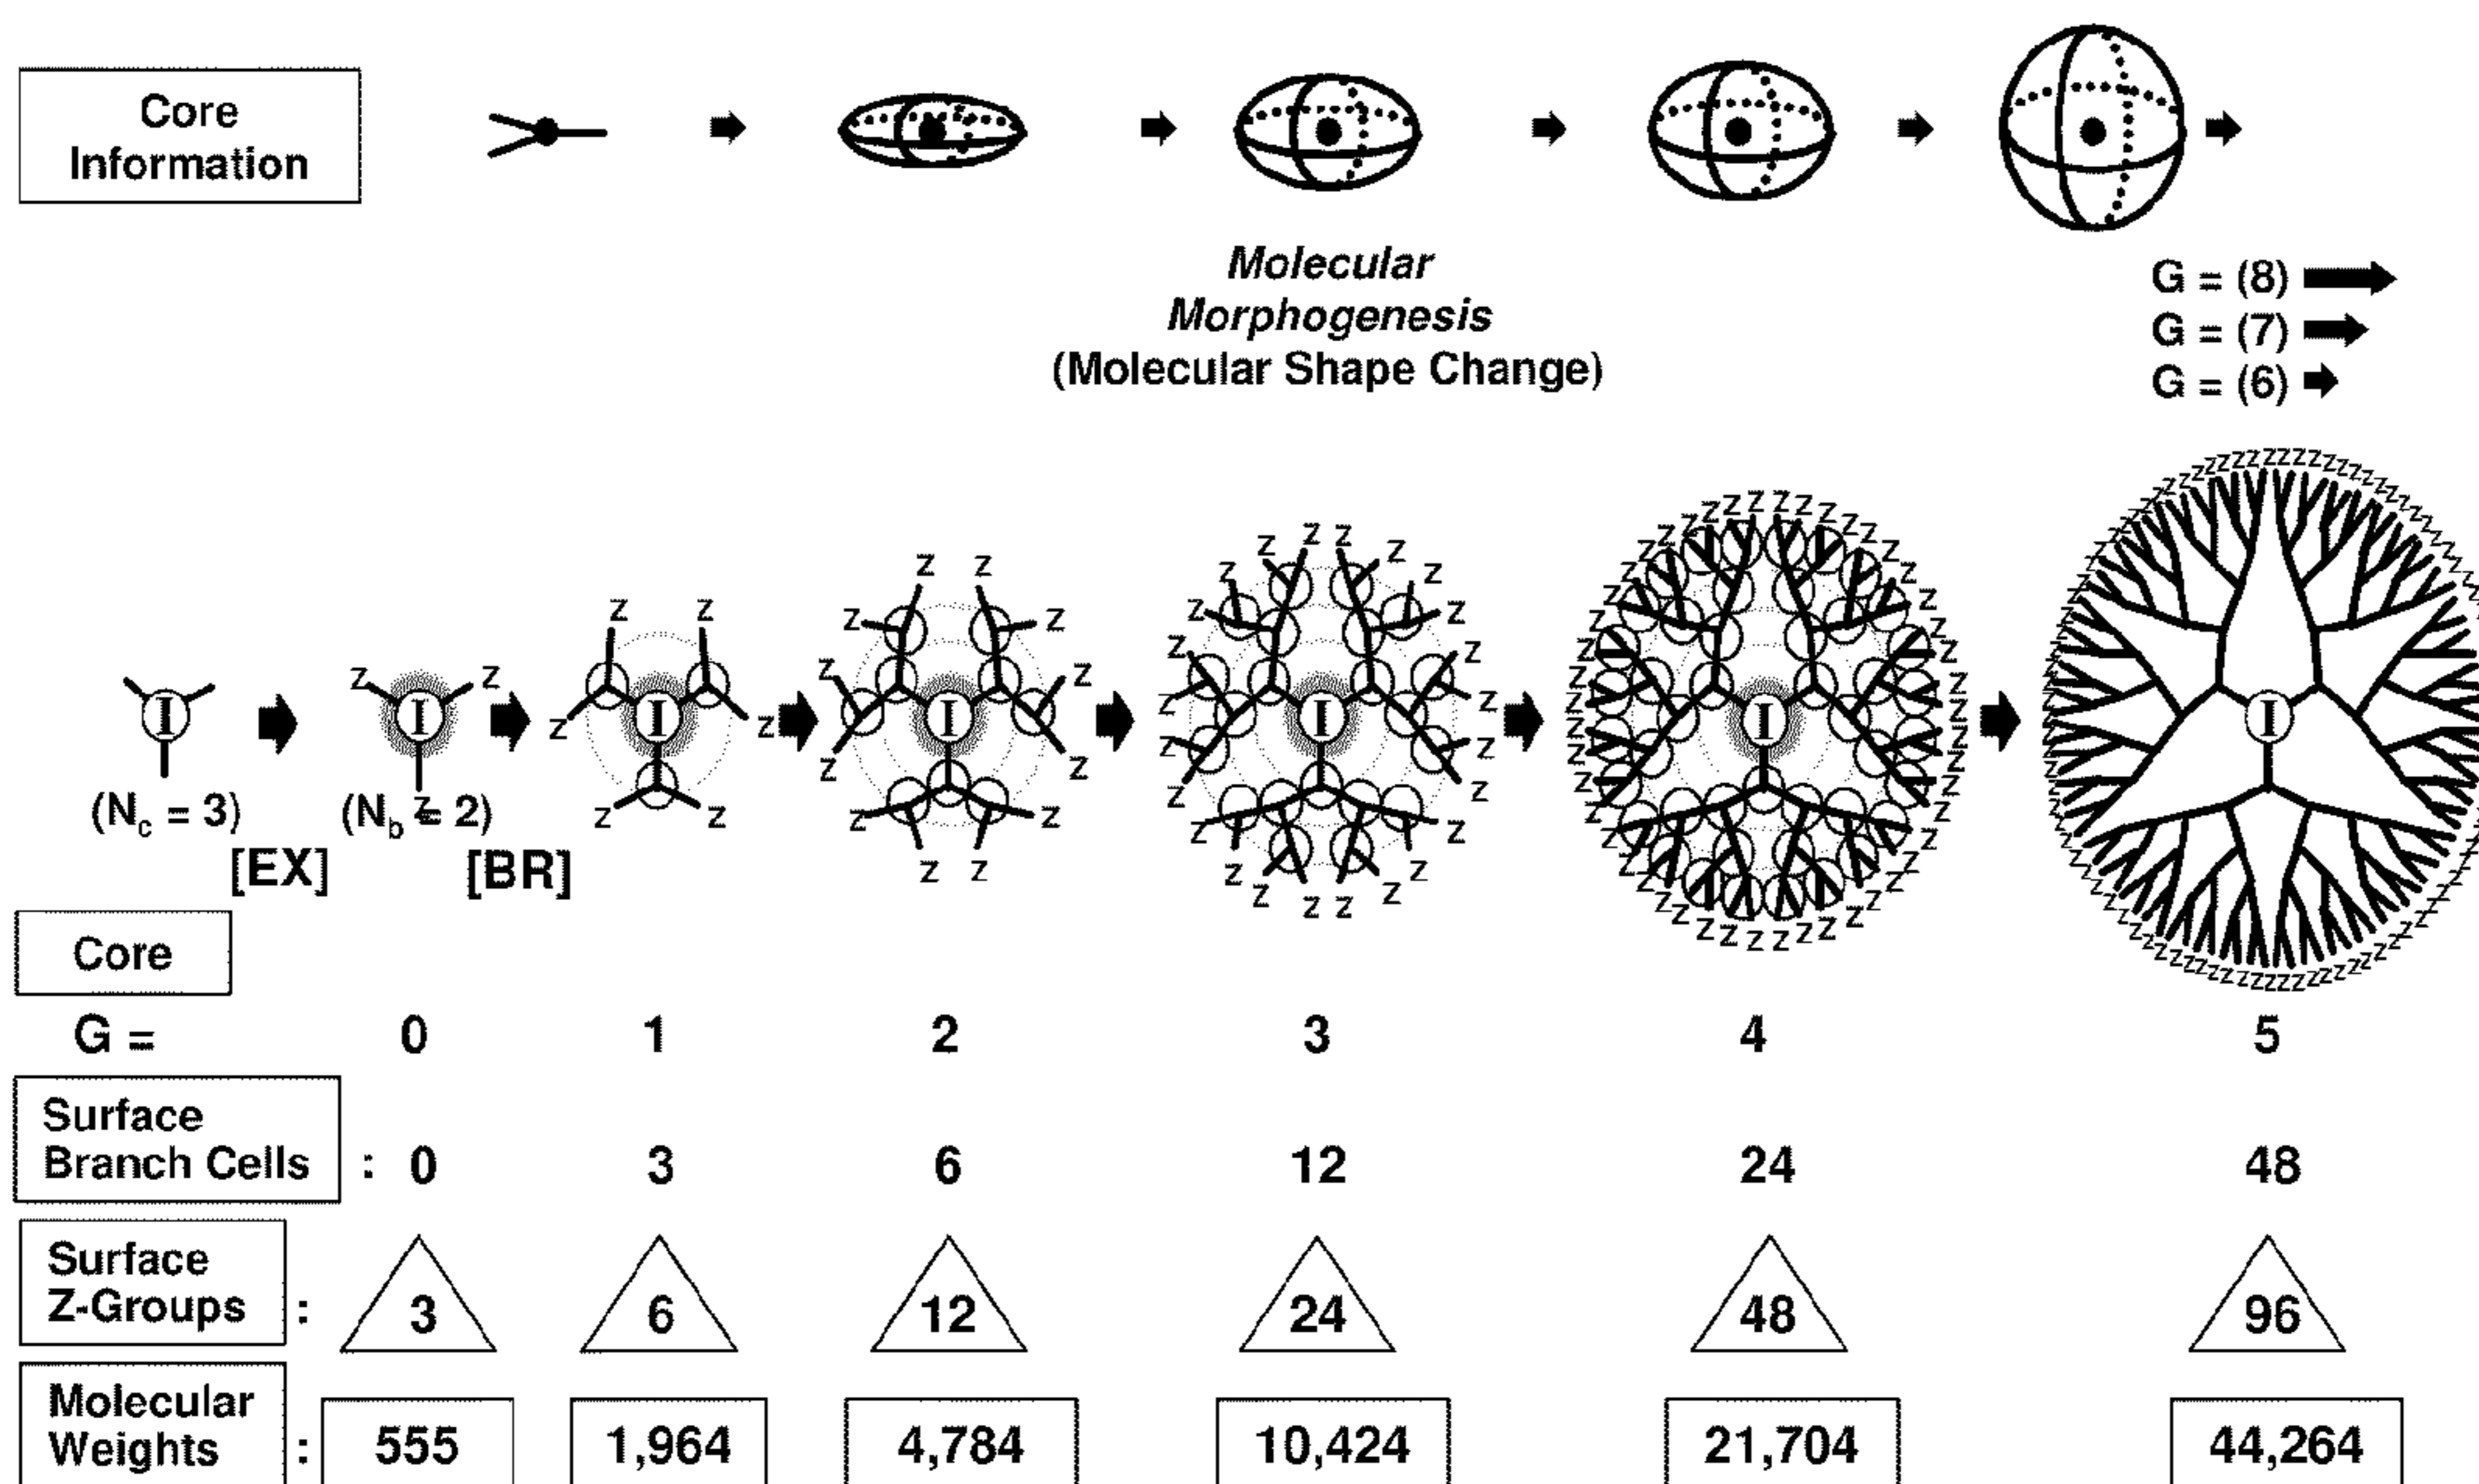 Core
Information
Molecular
Morphogenesis
(Molecular Shape Change)
G = (8)
G = (7)
G = (6)
I I I I I I I
(Nc = 3) (Nb = 2)
[EX] [BR]
Z Z Z
Z Z Z Z Z Z
Z Z Z Z Z Z Z Z Z Z Z Z
Z Z Z Z Z Z Z Z Z Z Z Z Z Z Z Z Z Z Z Z Z Z Z Z
Core
G = 0 1 2 3 4 5
Surface
Branch Cells : 0 3 6 12 24 48
Surface
Z-Groups : 3 6 12 24 48 96
Molecular
Weights : 555 1,964 4,784 10,424 21,704 44,264